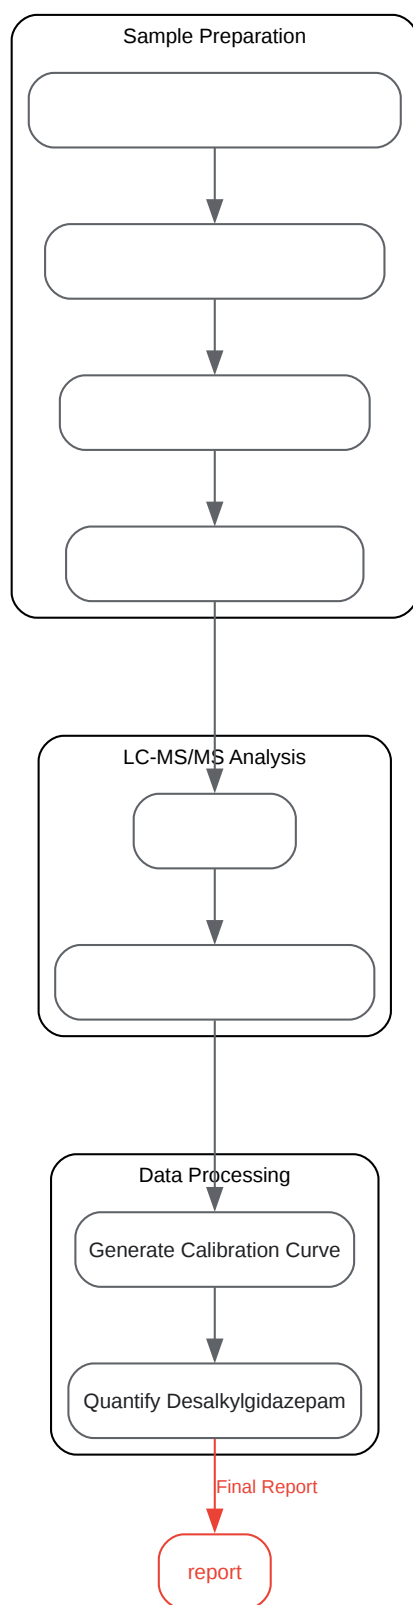 Sample Preparation
LC-MS/MS Analysis
Data Processing
Generate Calibration Curve
Quantify Desalkylgidazepam
Final Report
report